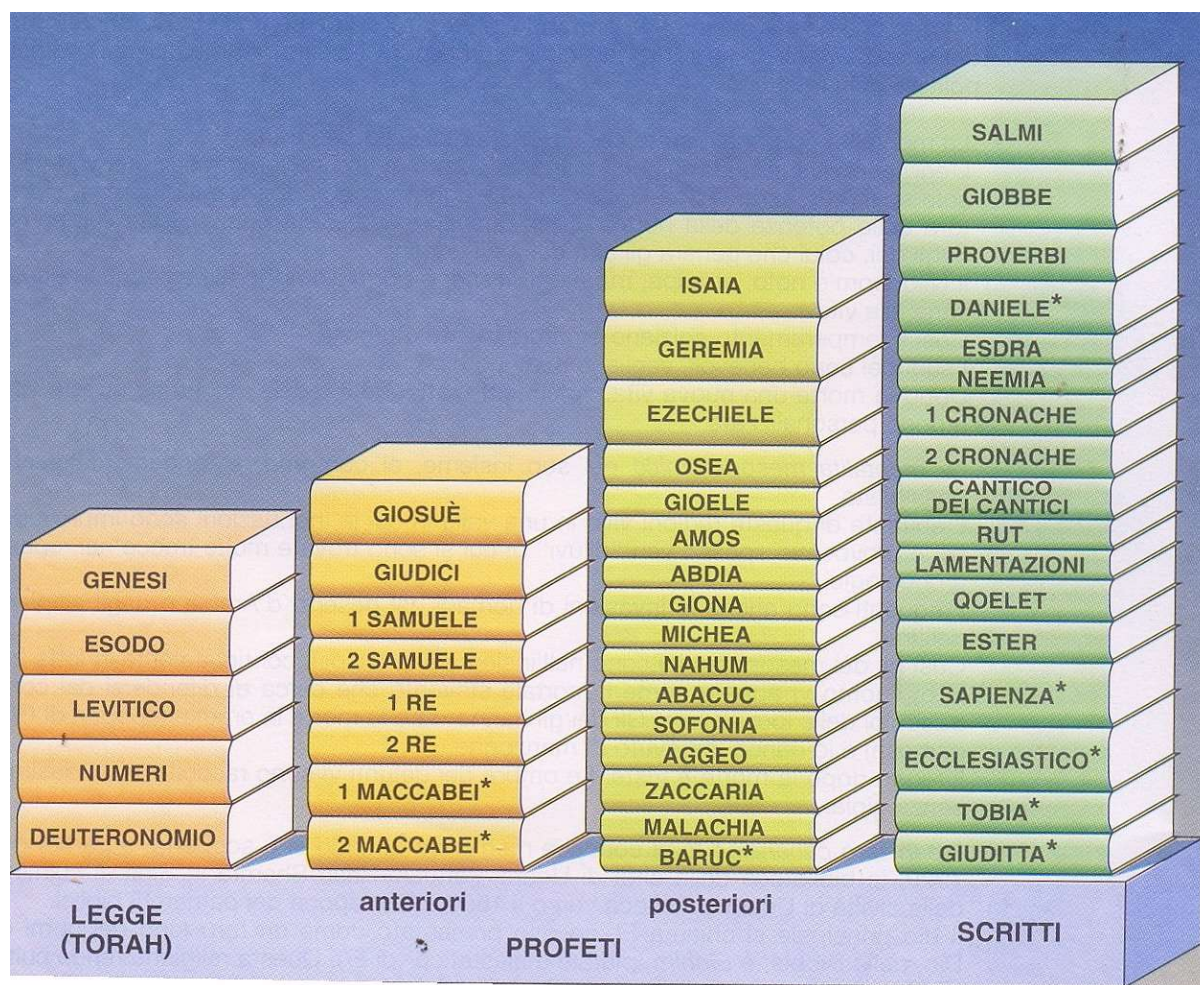 GENESI
ESODO
LEVITICO
NUMERI
DEUTERONOMIO
LEGGE
(TORAH)
GIOSUÈ
GIUDICI
1 SAMUELE
2 SAMUELE
1 RE
2 RE
1 MACCABEI*
2 MACCABEI*
anteriori
ISAIA
GEREMIA
EZECHIELE
OSEA
GIOELE
AMOS
ABDIA
GIONA
MICHEA
NAHUM
ABACUC
SOFONIA
AGGEO
ZACCARIA
MALACHIA
BARUC*
posteriori
PROFETI
SALMI
GIOBBE
PROVERBI
DANIELE*
ESDRA
NEEMIA
1 CRONACHE
2 CRONACHE
CANTICO
DEI CANTICI
RUT
LAMENTAZIONI
QOELET
ESTER
SAPIENZA*
ECCLESIASTICO*
TOBIA*
GIUDITTA*
SCRITTI